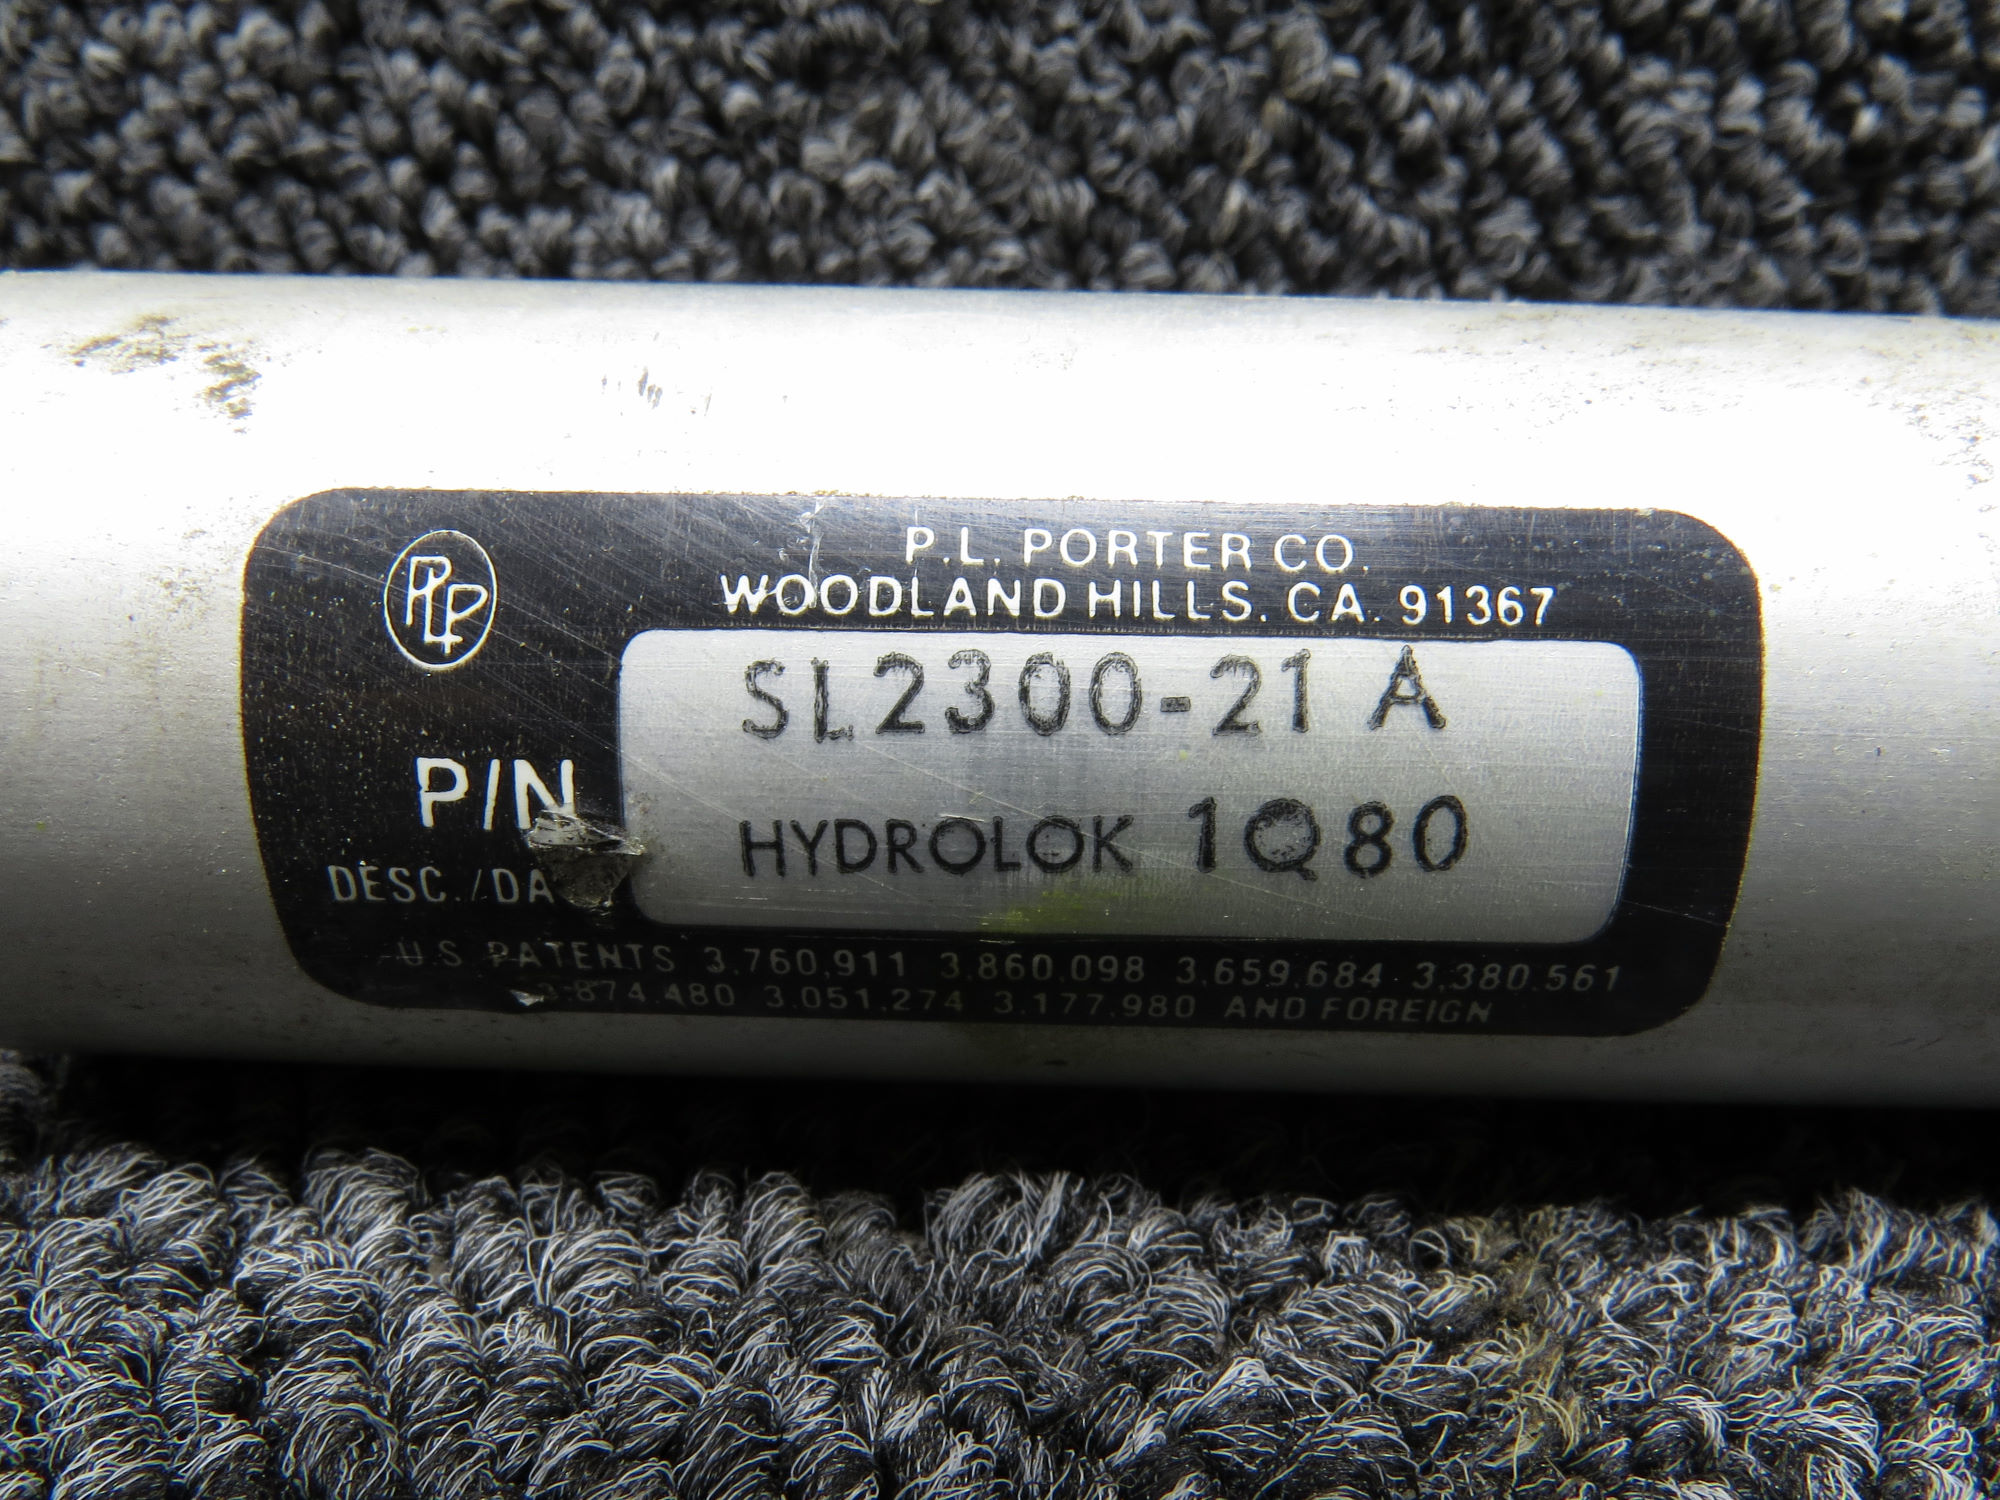 PLP
P.L. PORTER CO.
WOODLAND HILLS, CA. 91367
SL2300-21 A
P/N
HYDROLOK 1Q80
DESC./DA
U.S. PATENTS 3,760,911 3,860,098 3,659,684 3,380,561
3,874,480 3,051,274 3,177,980 AND FOREIGN